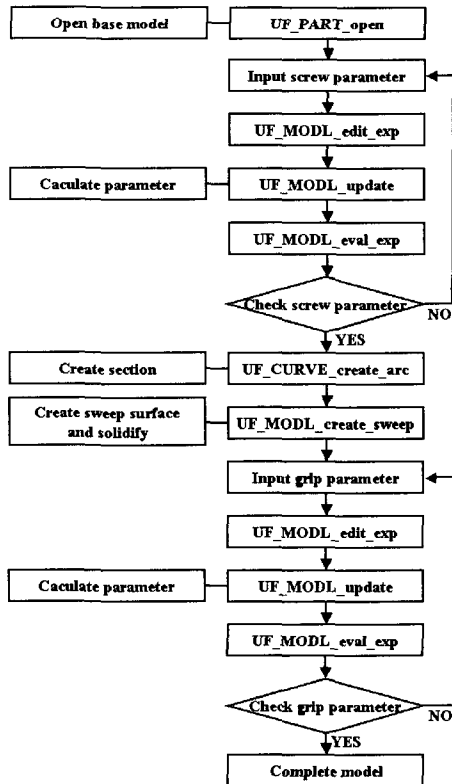 Open base model
UF_PART_open
Input screw parameter
UF_MODL_edit_exp
Caculate parameter
UF_MODL_update
UF_MODL_eval_exp
Check screw parameter
NO
YES
Create section
UF_CURVE_create_arc
Create sweep surface
and solidify
UF_MODL_create_sweep
Input grip parameter
UF_MODL_edit_exp
Caculate parameter
UF_MODL_update
UF_MODL_eval_exp
Check grip parameter
NO
YES
Complete model